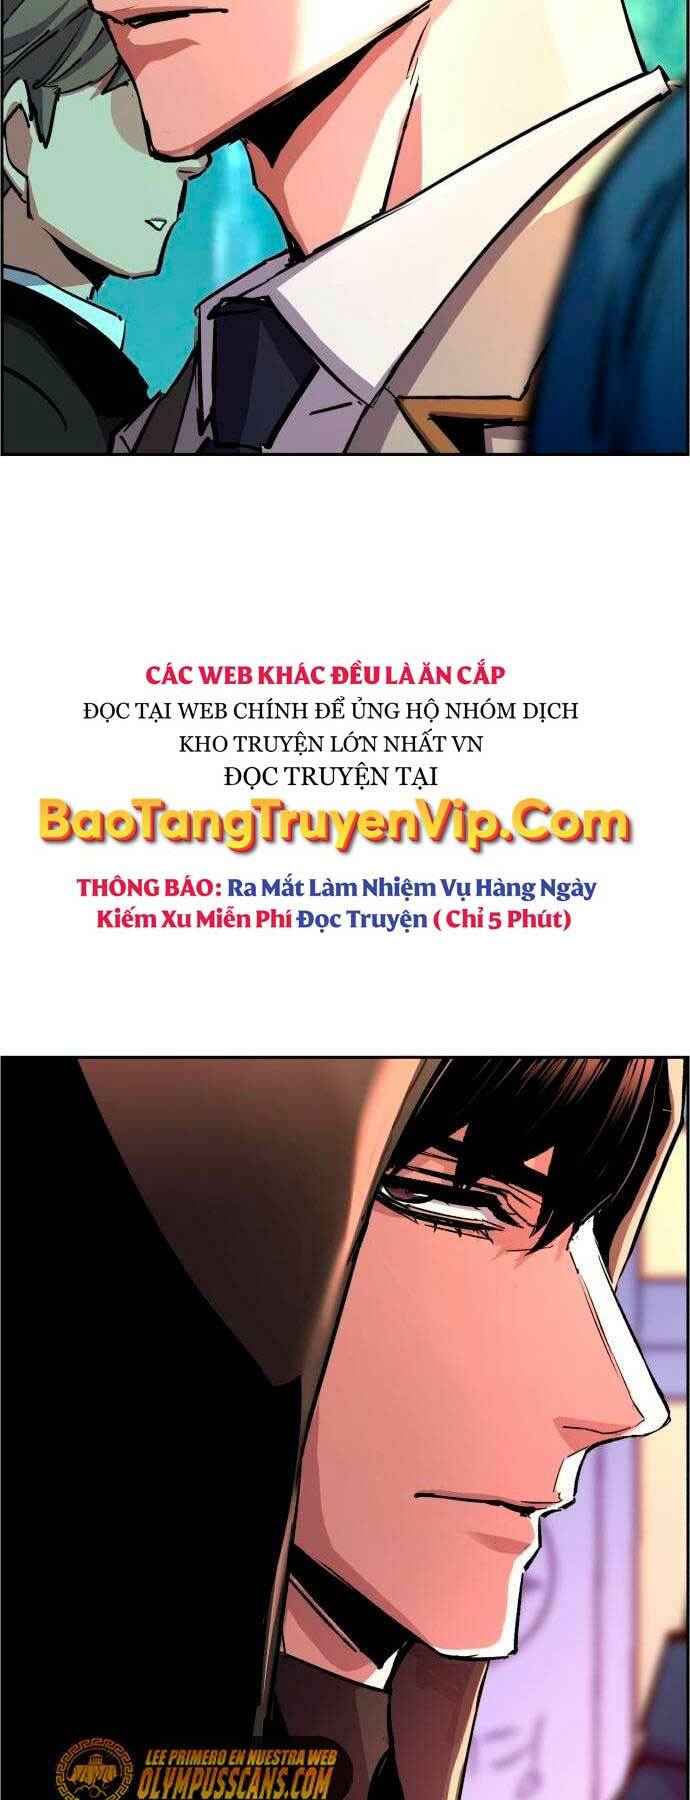 CÁC WEB KHÁC ĐỀU LÀ ĂN CẮP
ĐỌC TẠI WEB CHÍNH ĐỂ ỦNG HỘ NHÓM DỊCH
KHO TRUYỆN LỚN NHẤT VN
ĐỌC TRUYỆN TẠI
BaoTangTruyenVip.Com
THÔNG BÁO: Ra Mắt Làm Nhiệm Vụ Hàng Ngày
Kiếm Xu Miễn Phí Đọc Truyện ( Chỉ 5 Phút)
LEE PRIMERO EN NUESTRA WEB
OLYMPUSSCANS.COM